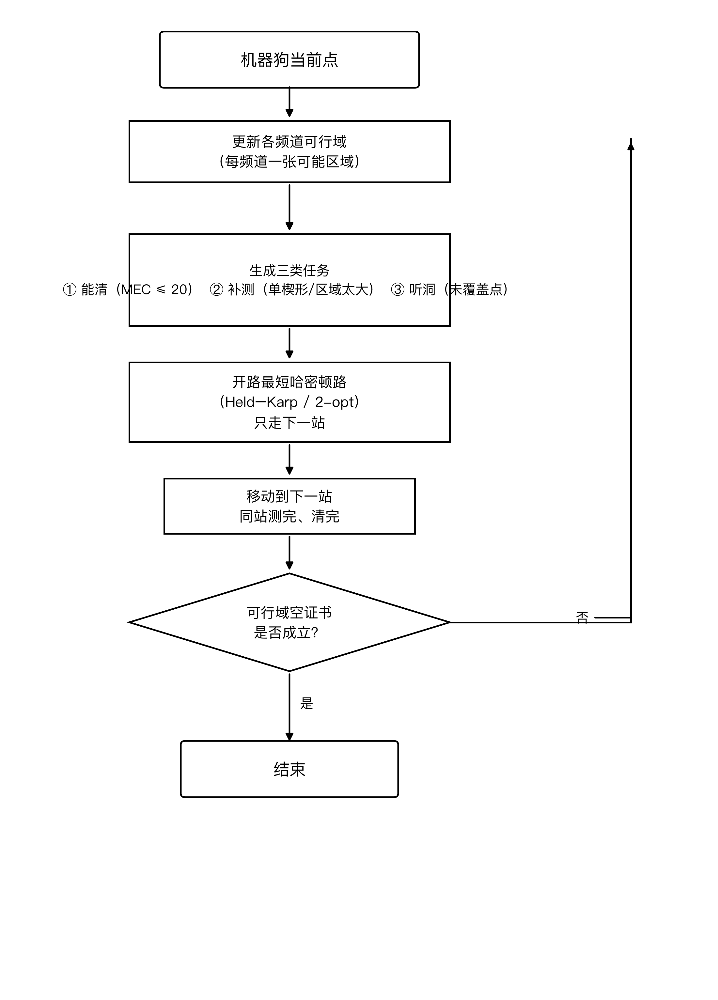 机器狗当前点
更新各频道可行域
（每频道一张可能区域）
生成三类任务
① 能清（MEC ≤ 20） ② 补测（单楔形/区域太大） ③ 听洞（未覆盖点）
开路最短哈密顿路
（Held—Karp / 2–opt）
只走下一站
移动到下一站
同站测完、清完
可行域空证书
是否成立？
否
是
结束